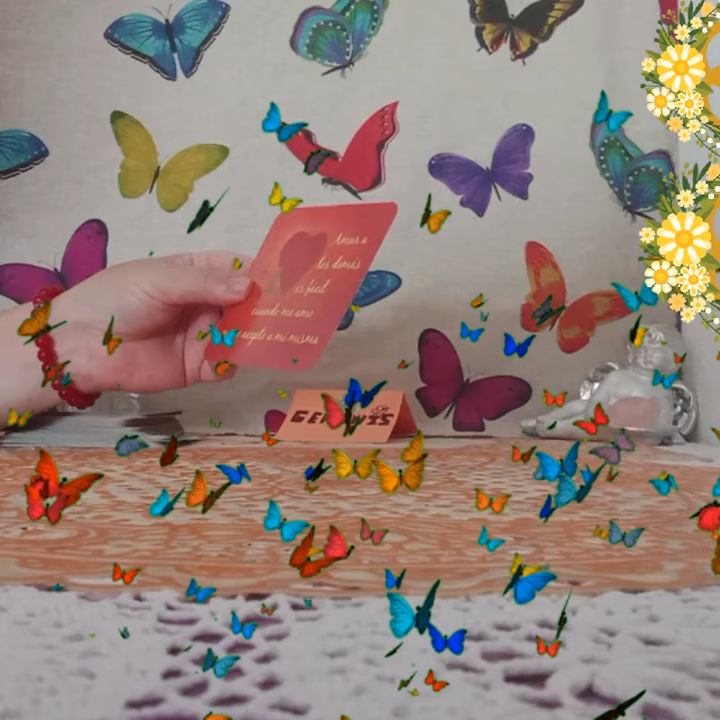 Amar a
los demás
es fácil
cuando me amo
y acepto a mí misma.